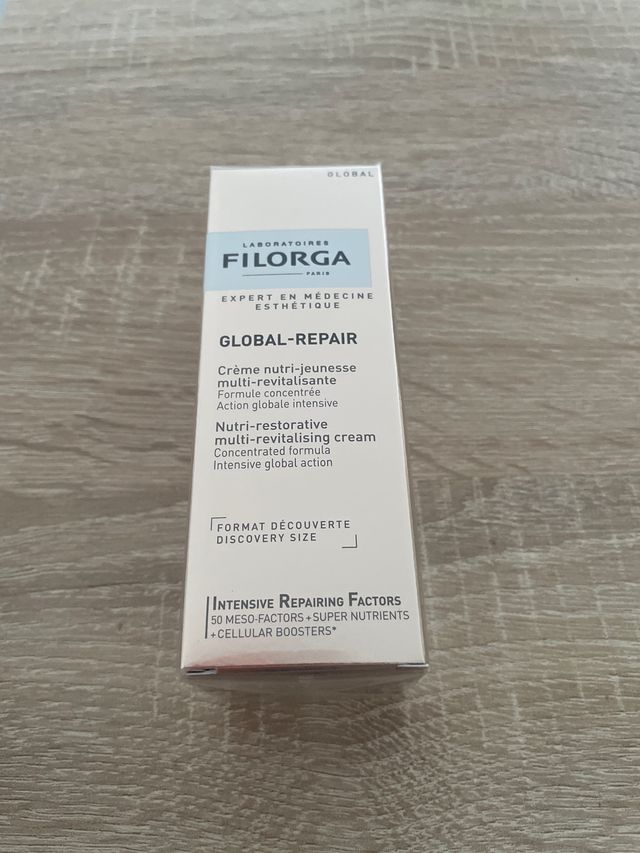 GLOBAL
LABORATOIRES
FILORGA
PARIS
EXPERT EN MÉDECINE
ESTHÉTIQUE
GLOBAL-REPAIR
Crème nutri-jeunesse
multi-revitalisante
Formule concentrée
Action globale intensive
Nutri-restorative
multi-revitalising cream
Concentrated formula
Intensive global action
FORMAT DÉCOUVERTE
DISCOVERY SIZE
INTENSIVE REPAIRING FACTORS
50 MESO-FACTORS + SUPER NUTRIENTS
+ CELLULAR BOOSTERS*